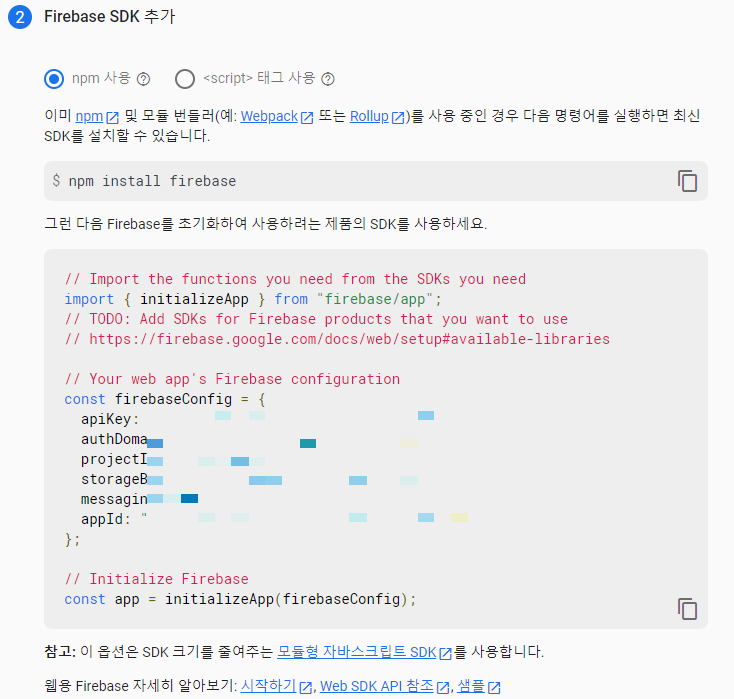 2 Firebase SDK 추가
npm 사용 <script> 태그 사용
이미 npm 및 모듈 번들러(예: Webpack 또는 Rollup)를 사용 중인 경우 다음 명령어를 실행하면 최신
SDK를 설치할 수 있습니다.
$ npm install firebase
그런 다음 Firebase를 초기화하여 사용하려는 제품의 SDK를 사용하세요.
// Import the functions you need from the SDKs you need
import { initializeApp } from "firebase/app";
// TODO: Add SDKs for Firebase products that you want to use
// https://firebase.google.com/docs/web/setup#available-libraries
// Your web app's Firebase configuration
const firebaseConfig = {
apiKey:
authDoma
projectI
storageB
messagin
appId: "
};
// Initialize Firebase
const app = initializeApp(firebaseConfig);
참고: 이 옵션은 SDK 크기를 줄여주는 모듈형 자바스크립트 SDK를 사용합니다.
웹용 Firebase 자세히 알아보기: 시작하기, Web SDK API 참조, 샘플